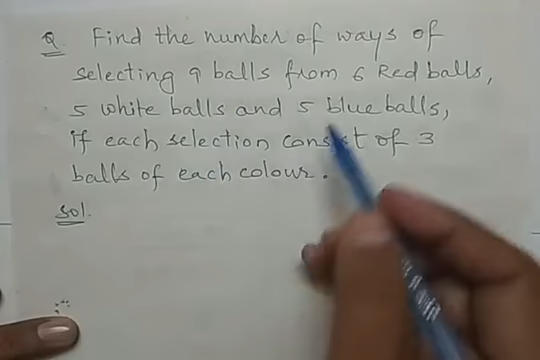 Q. Find the number of ways of
selecting 9 balls from 6 Red balls,
5 white balls and 5 blue balls,
if each selection consist of 3
balls of each colour.
Sol.